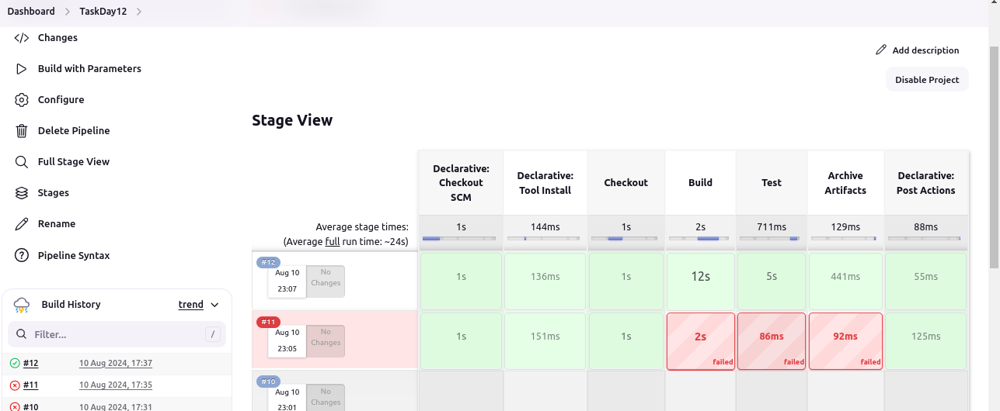 Dashboard > TaskDay12 >
Changes
Build with Parameters
Configure
Delete Pipeline
Full Stage View
Stages
Rename
Pipeline Syntax
Build History
trend
Filter...
/
#12 10 Aug 2024, 17:37
#11 10 Aug 2024, 17:35
#10 10 Aug 2024, 17:31
Add description
Disable Project
Stage View
Declarative: Checkout SCM
Declarative: Tool Install
Checkout
Build
Test
Archive Artifacts
Declarative: Post Actions
Average stage times:
(Average full run time: ~24s)
1s 144ms 1s 2s 711ms 129ms 88ms
#12
Aug 10
23:07
No
Changes
1s 136ms 1s 12s 5s 441ms 55ms
#11
Aug 10
23:05
No
Changes
1s 151ms 1s 2s 86ms 92ms 125ms
failed failed failed
#10
Aug 10
23:01
No
Changes